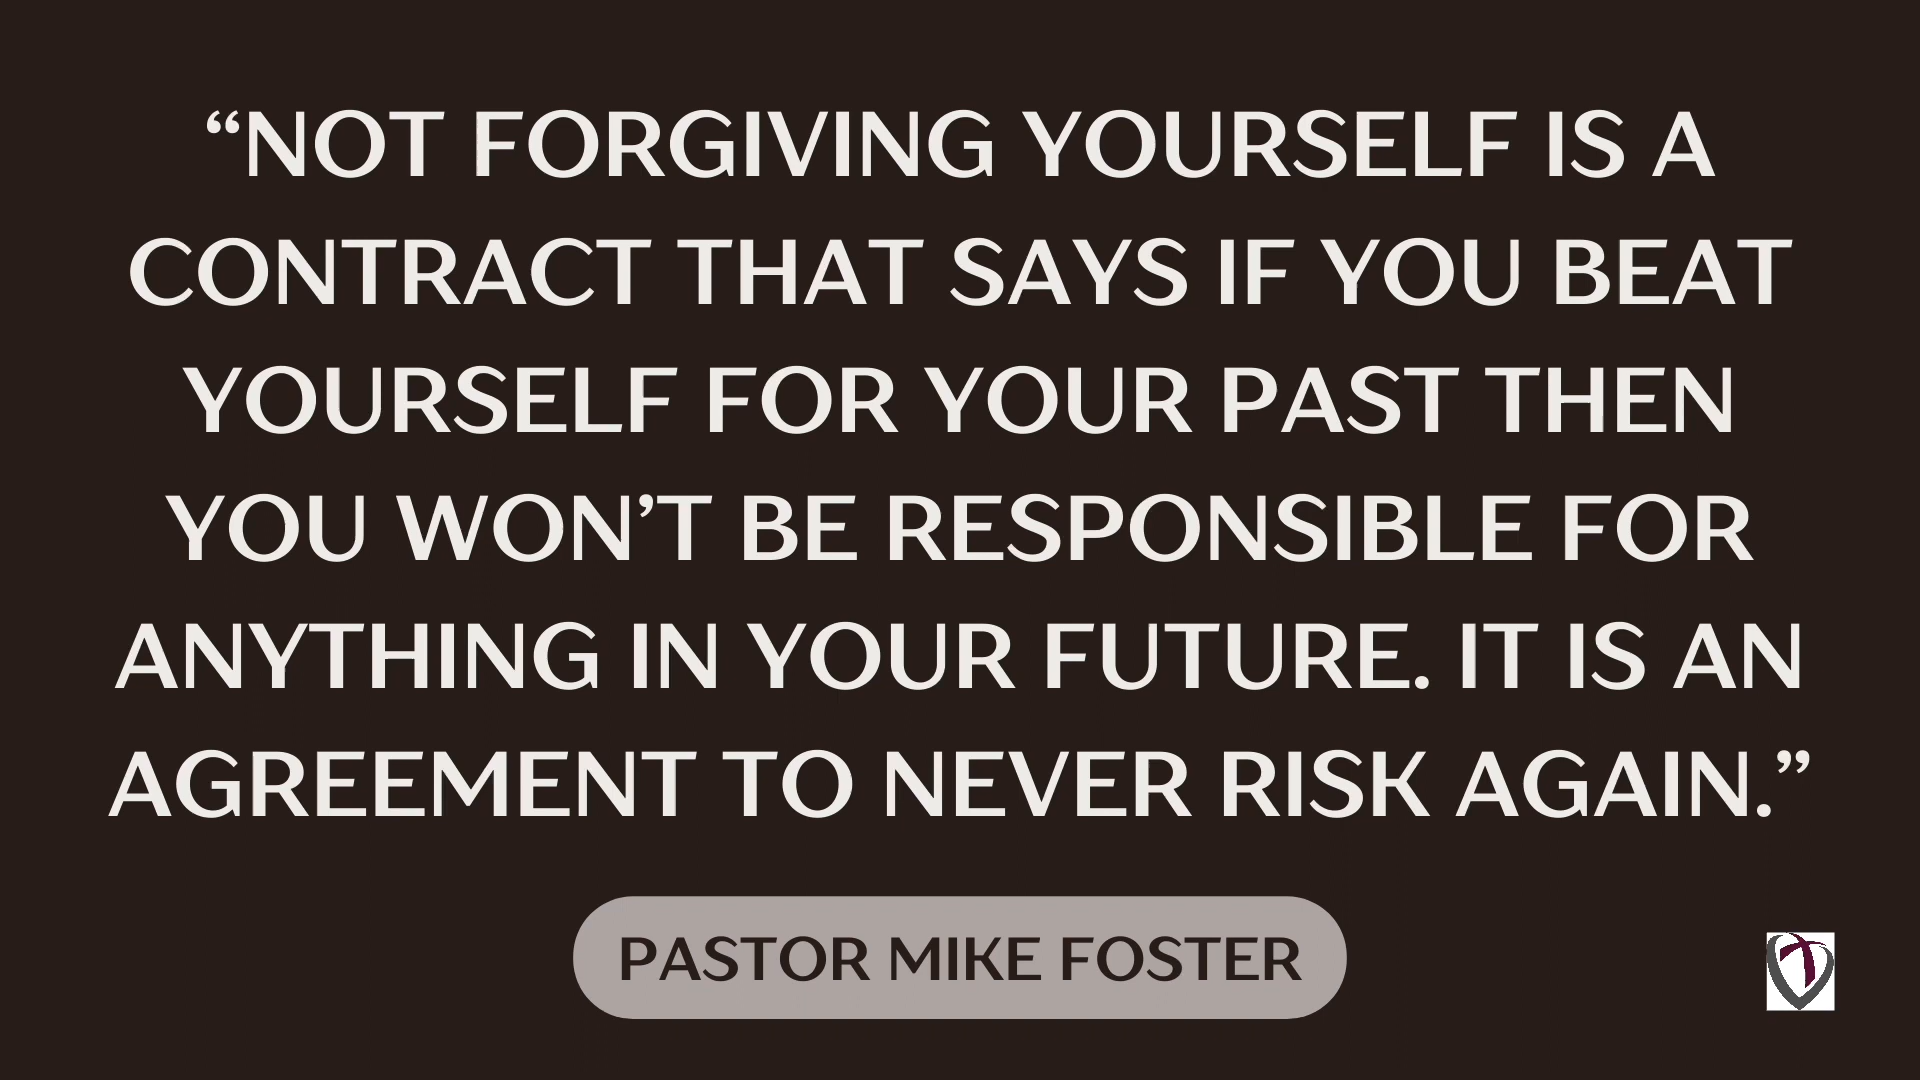 “NOT FORGIVING YOURSELF IS A
CONTRACT THAT SAYS IF YOU BEAT
YOURSELF FOR YOUR PAST THEN
YOU WON’T BE RESPONSIBLE FOR
ANYTHING IN YOUR FUTURE. IT IS AN
AGREEMENT TO NEVER RISK AGAIN.”
PASTOR MIKE FOSTER